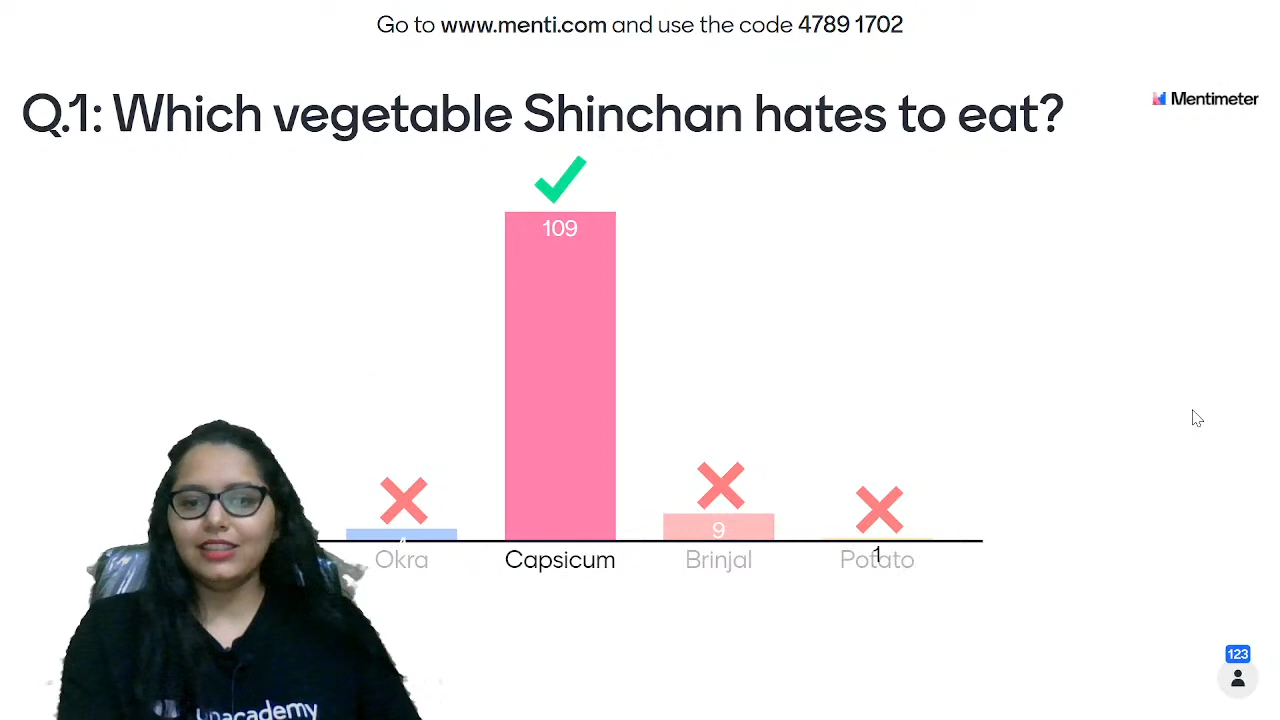 Go to www.menti.com and use the code 4789 1702
Q.1: Which vegetable Shinchan hates to eat?
Mentimeter
109
9
1
Okra
Capsicum
Brinjal
Potato
123